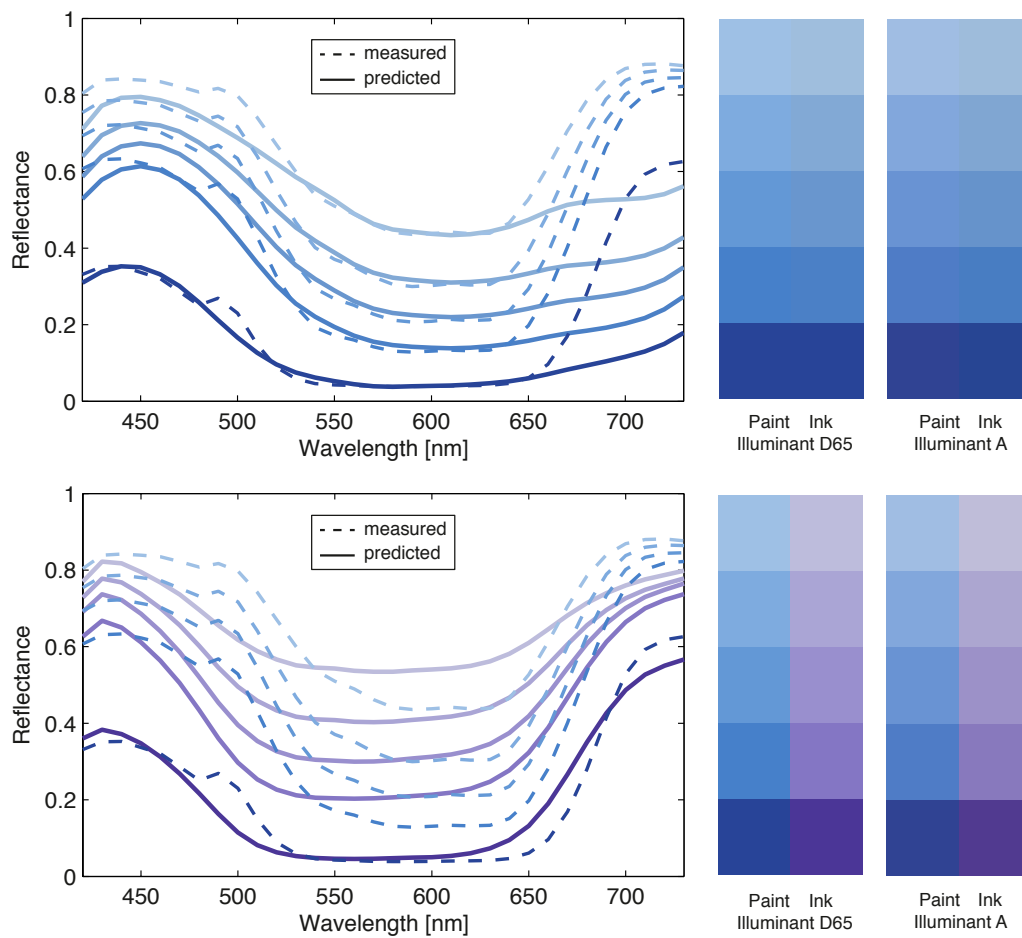 1
0.8
0.6
0.4
0.2
0
Reflectance
measured
predicted
450 500 550 600 650 700
Wavelength [nm]
Paint Ink
Illuminant D65
Paint Ink
Illuminant A
1
0.8
0.6
0.4
0.2
0
Reflectance
measured
predicted
450 500 550 600 650 700
Wavelength [nm]
Paint Ink
Illuminant D65
Paint Ink
Illuminant A